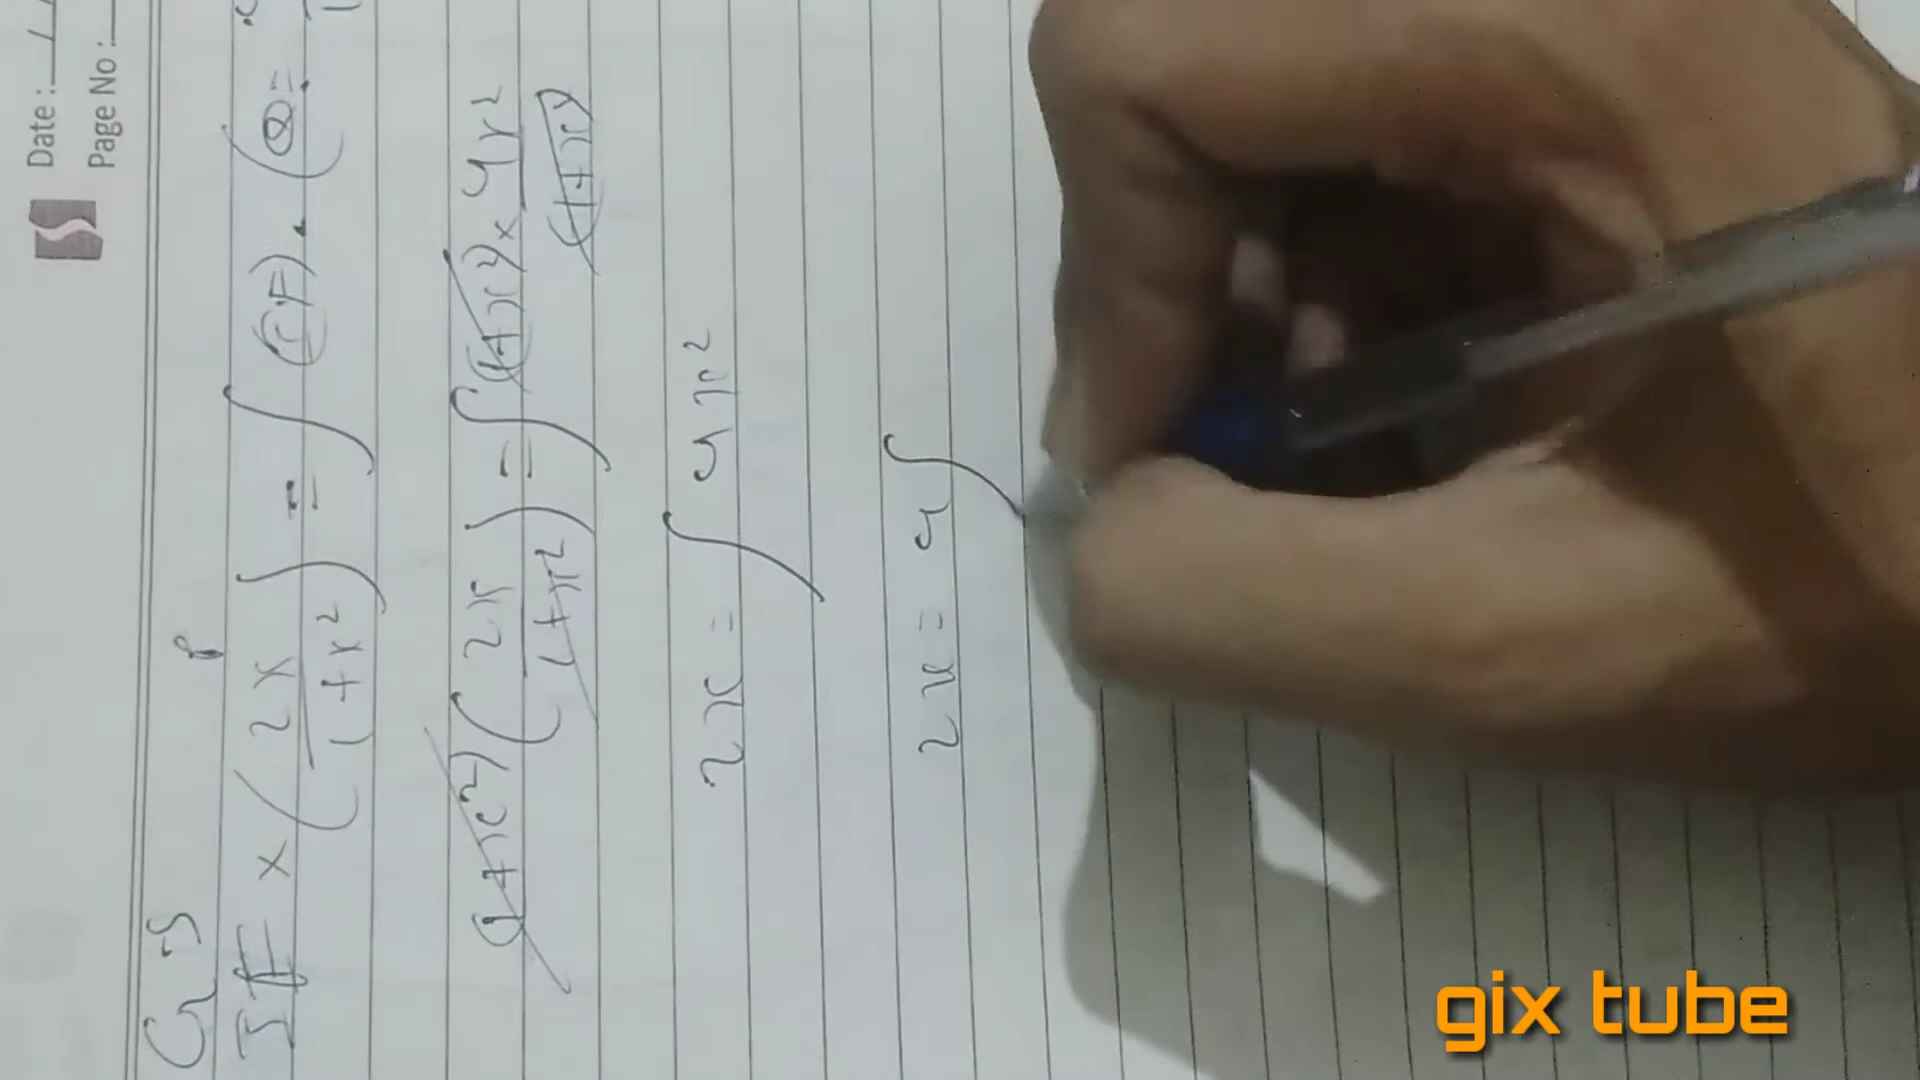 Date :
Page No :
G.S
IF × (2x/1+x²) = ∫ (IF).(Q=
(1+x²)(2x/1+x²) = ∫(1+x²)× 4x²/(1+x²)
2x = ∫ 4x²
2x = 4 ∫
gix tube